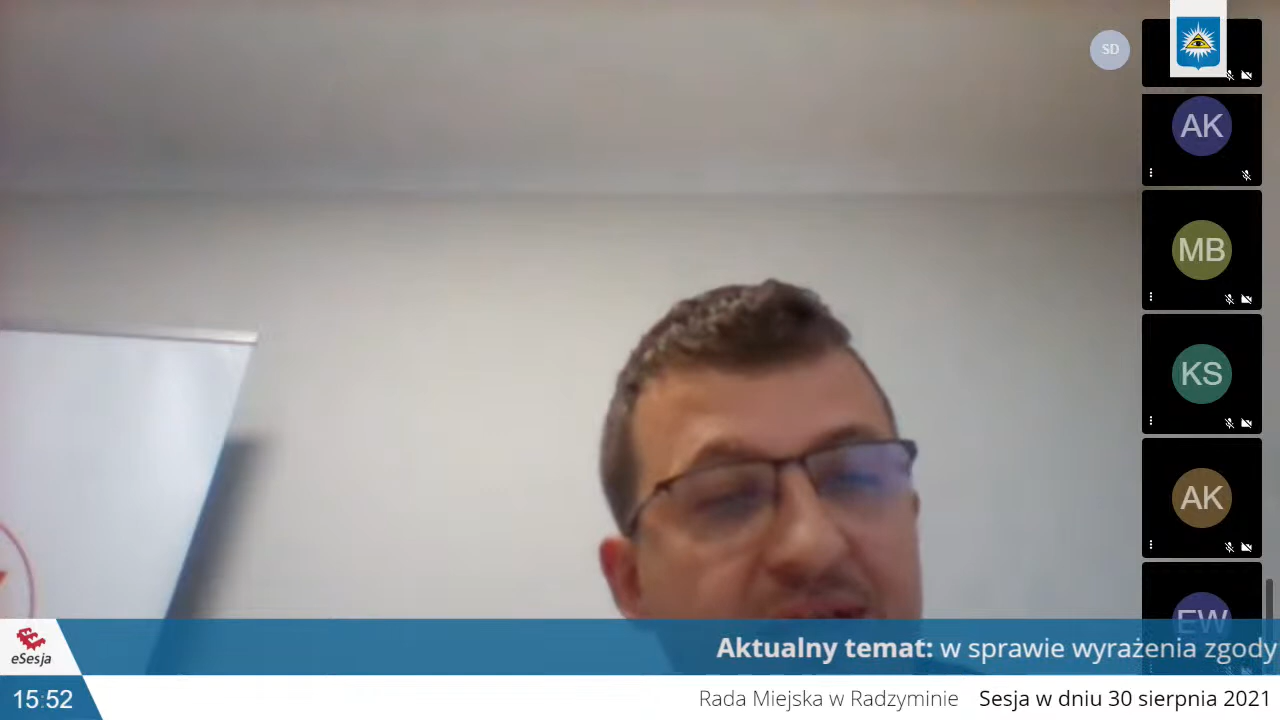 SD
AK
MB
KS
AK
EW
Aktualny temat: w sprawie wyrażenia zgody
eSesja
15:52
Rada Miejska w Radzyminie Sesja w dniu 30 sierpnia 2021